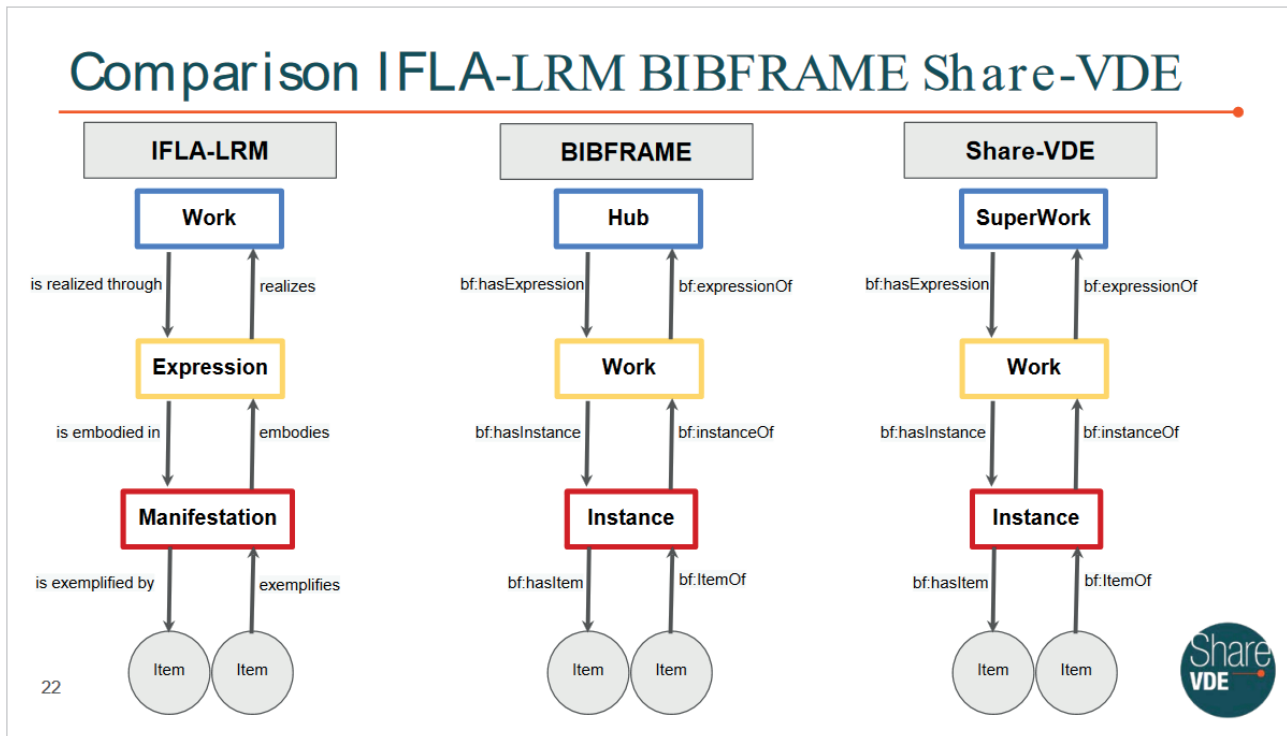 Comparison IFLA-LRM BIBFRAME Share-VDE
IFLA-LRM
Work
is realized through
realizes
Expression
is embodied in
embodies
Manifestation
is exemplified by
exemplifies
Item
Item
BIBFRAME
Hub
bf:hasExpression
bf:expressionOf
Work
bf:hasInstance
bf:instanceOf
Instance
bf:hasItem
bf:ItemOf
Item
Item
Share-VDE
SuperWork
bf:hasExpression
bf:expressionOf
Work
bf:hasInstance
bf:instanceOf
Instance
bf:hasItem
bf:ItemOf
Item
Item
22
Share
VDE